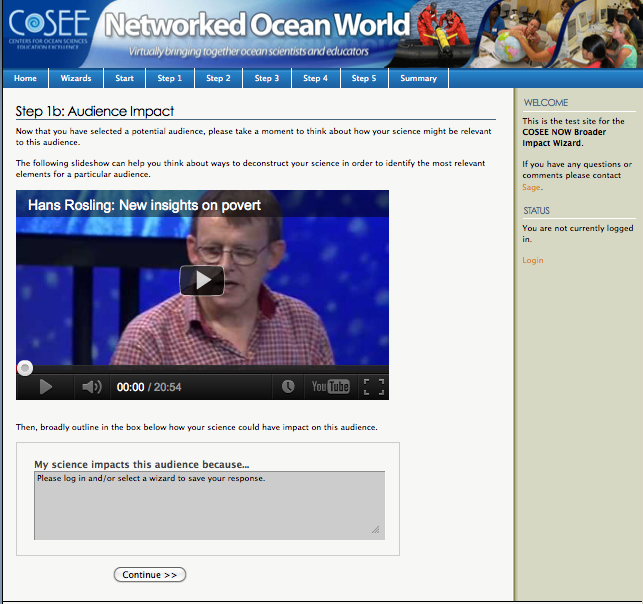 COSEE
CENTERS FOR OCEAN SCIENCES
EDUCATION EXCELLENCE
Networked Ocean World
Virtually bringing together ocean scientists and educators
Home Wizards Start Step 1 Step 2 Step 3 Step 4 Step 5 Summary
Step 1b: Audience Impact
Now that you have selected a potential audience, please take a moment to think about how your science might be relevant
to this audience.
The following slideshow can help you think about ways to deconstruct your science in order to identify the most relevant
elements for a particular audience.
Hans Rosling: New insights on povert
00:00 / 20:54
YouTube
Then, broadly outline in the box below how your science could have impact on this audience.
My science impacts this audience because...
Please log in and/or select a wizard to save your response.
Continue >>
WELCOME
This is the test site for the
COSEE NOW Broader
Impact Wizard.
If you have any questions or
comments please contact
Sage.
STATUS
You are not currently logged
in.
Login